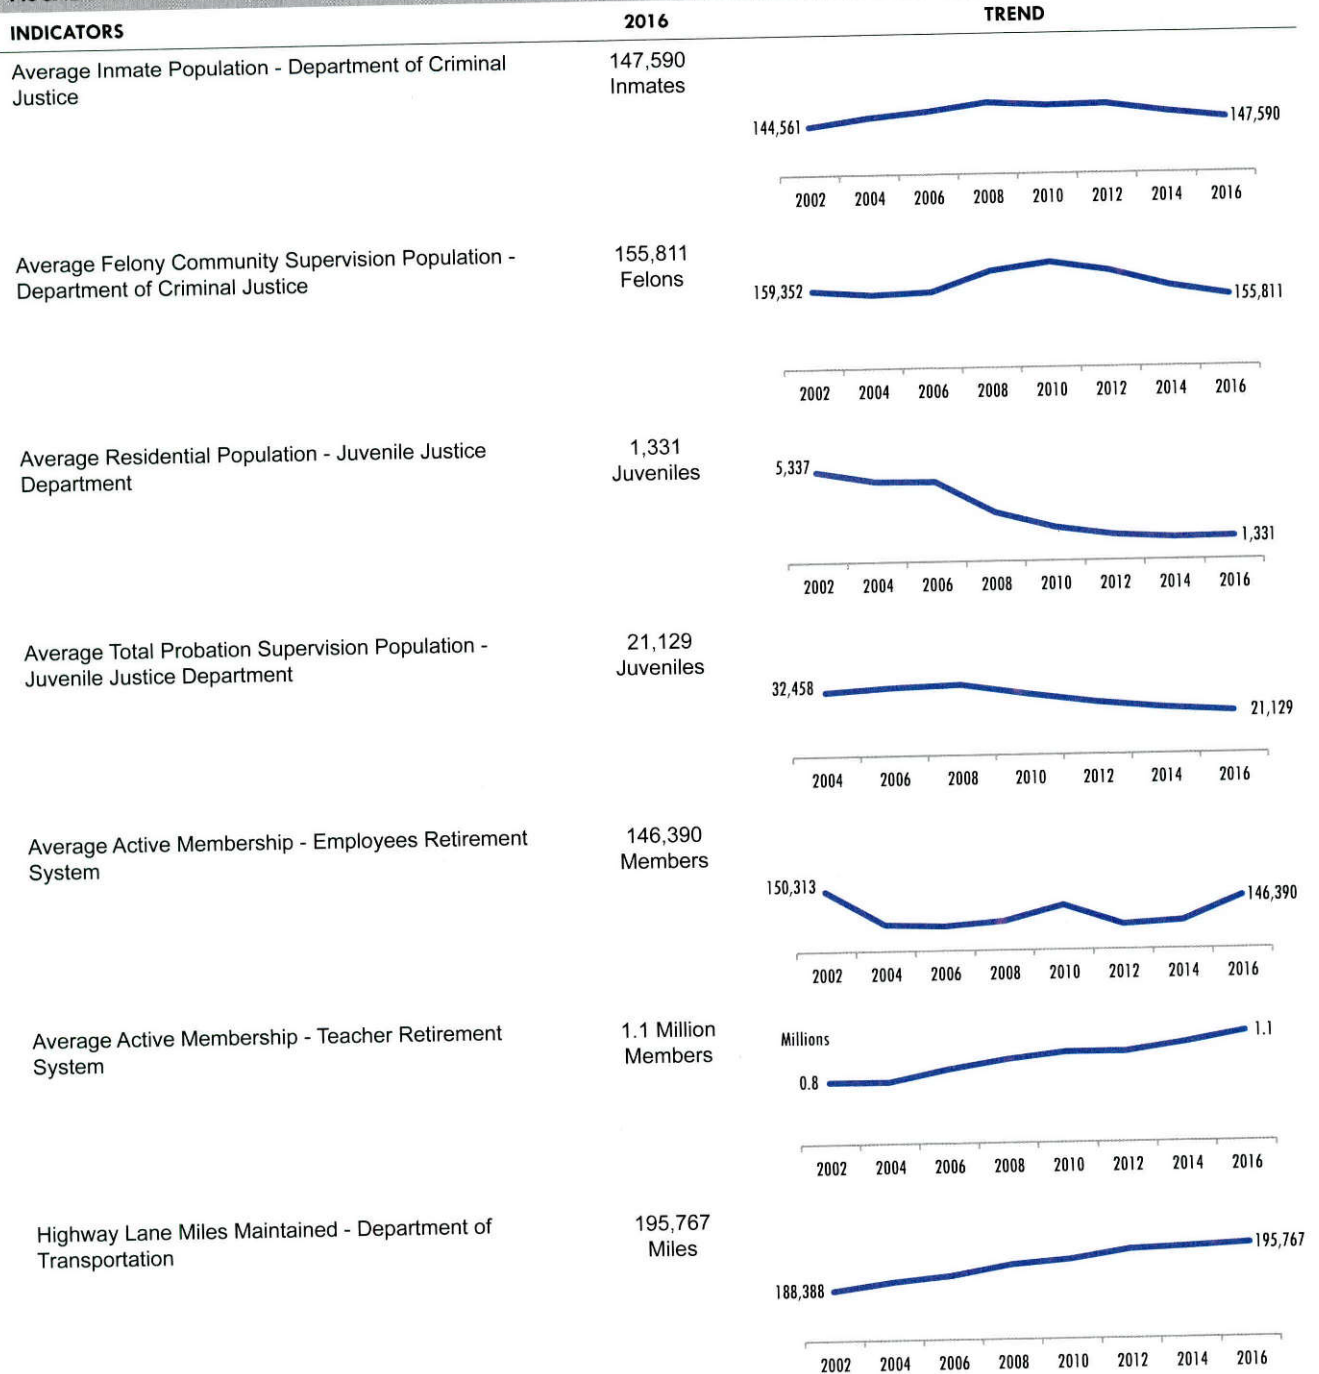 INDICATORS 2016 TREND
Average Inmate Population - Department of Criminal
Justice
147,590
Inmates
144,561 147,590
2002 2004 2006 2008 2010 2012 2014 2016
Average Felony Community Supervision Population -
Department of Criminal Justice
155,811
Felons
159,352 155,811
2002 2004 2006 2008 2010 2012 2014 2016
Average Residential Population - Juvenile Justice
Department
1,331
Juveniles
5,337 1,331
2002 2004 2006 2008 2010 2012 2014 2016
Average Total Probation Supervision Population -
Juvenile Justice Department
21,129
Juveniles
32,458 21,129
2004 2006 2008 2010 2012 2014 2016
Average Active Membership - Employees Retirement
System
146,390
Members
150,313 146,390
2002 2004 2006 2008 2010 2012 2014 2016
Average Active Membership - Teacher Retirement
System
1.1 Million
Members
Millions
0.8 1.1
2002 2004 2006 2008 2010 2012 2014 2016
Highway Lane Miles Maintained - Department of
Transportation
195,767
Miles
188,388 195,767
2002 2004 2006 2008 2010 2012 2014 2016